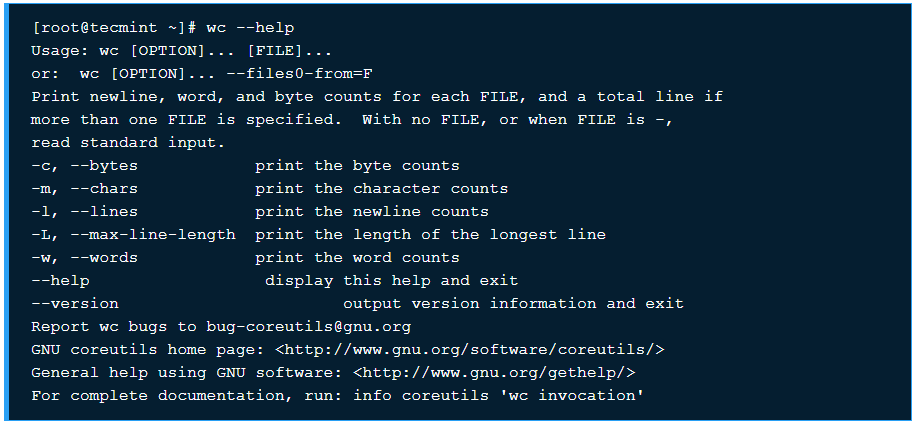 [root@tecmint ~]# wc --help
Usage: wc [OPTION]... [FILE]...
or:  wc [OPTION]... --files0-from=F
Print newline, word, and byte counts for each FILE, and a total line if
more than one FILE is specified.  With no FILE, or when FILE is -,
read standard input.
-c, --bytes            print the byte counts
-m, --chars            print the character counts
-l, --lines            print the newline counts
-L, --max-line-length  print the length of the longest line
-w, --words            print the word counts
--help                  display this help and exit
--version                       output version information and exit
Report wc bugs to bug-coreutils@gnu.org
GNU coreutils home page: <http://www.gnu.org/software/coreutils/>
General help using GNU software: <http://www.gnu.org/gethelp/>
For complete documentation, run: info coreutils 'wc invocation'